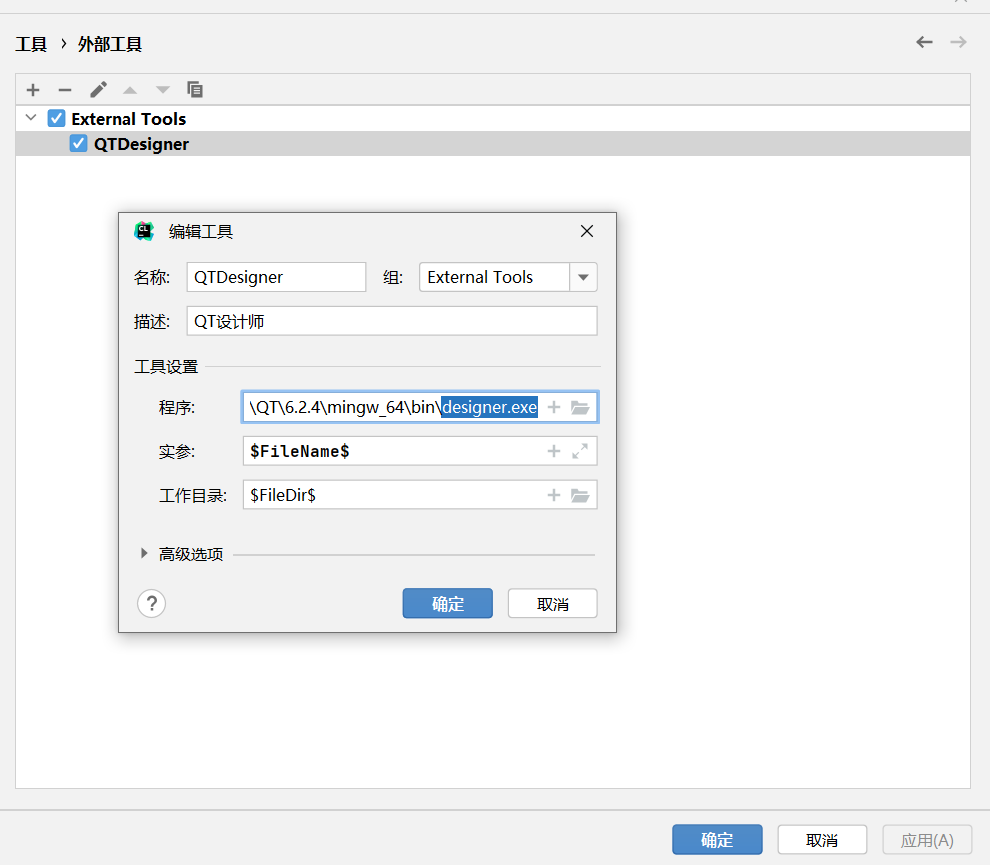 工具 › 外部工具
External Tools
QTDesigner
CL
编辑工具
名称: QTDesigner 组: External Tools
描述: QT设计师
工具设置
程序: \QT\6.2.4\mingw_64\bin\designer.exe
实参: $FileName$
工作目录: $FileDir$
高级选项
? 确定 取消
确定 取消 应用(A)